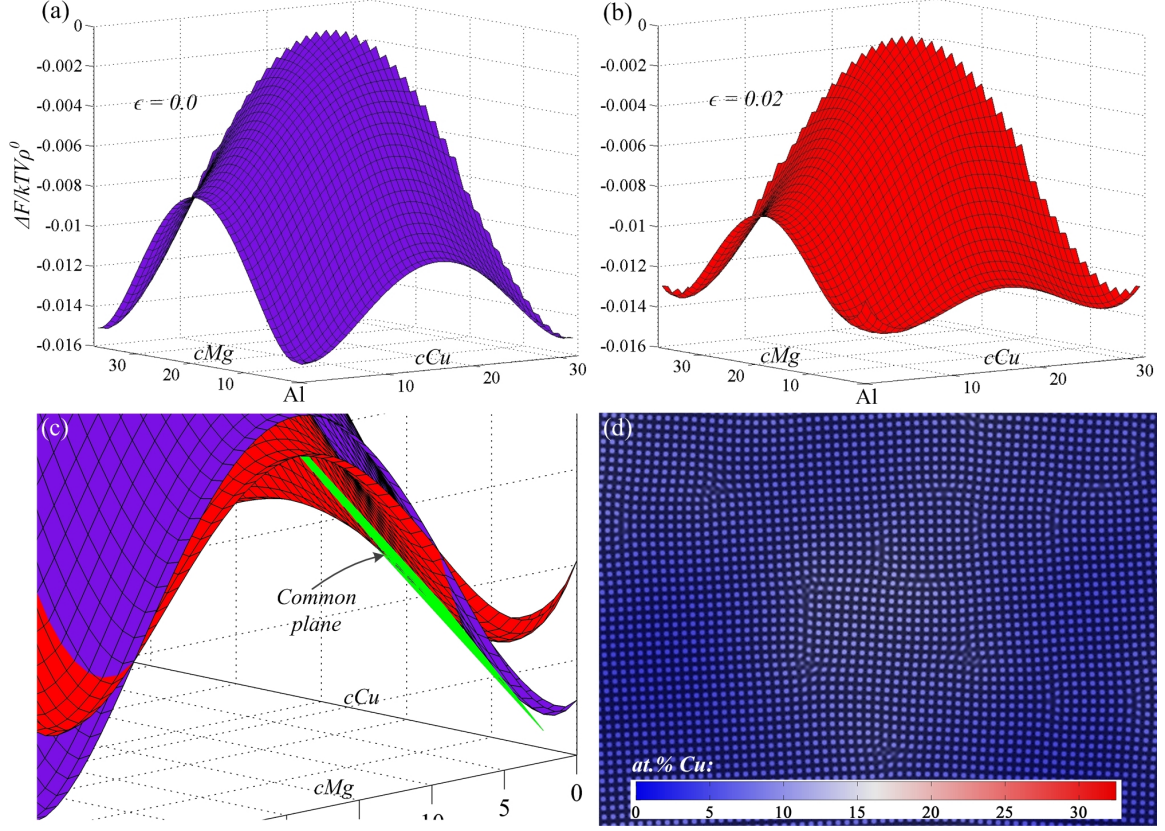 (a)
0
-0.002
-0.004
-0.006
-0.008
-0.01
-0.012
-0.014
-0.016
ΔF/kTVρ⁰
ϵ = 0.0
30
20
10
cMg
Al
cCu
10
20
30
(b)
0
-0.002
-0.004
-0.006
-0.008
-0.01
-0.012
-0.014
-0.016
ϵ = 0.02
30
20
10
cMg
Al
cCu
10
20
30
(c)
Common
plane
cCu
cMg
10
5
0
(d)
at.% Cu:
0 5 10 15 20 25 30